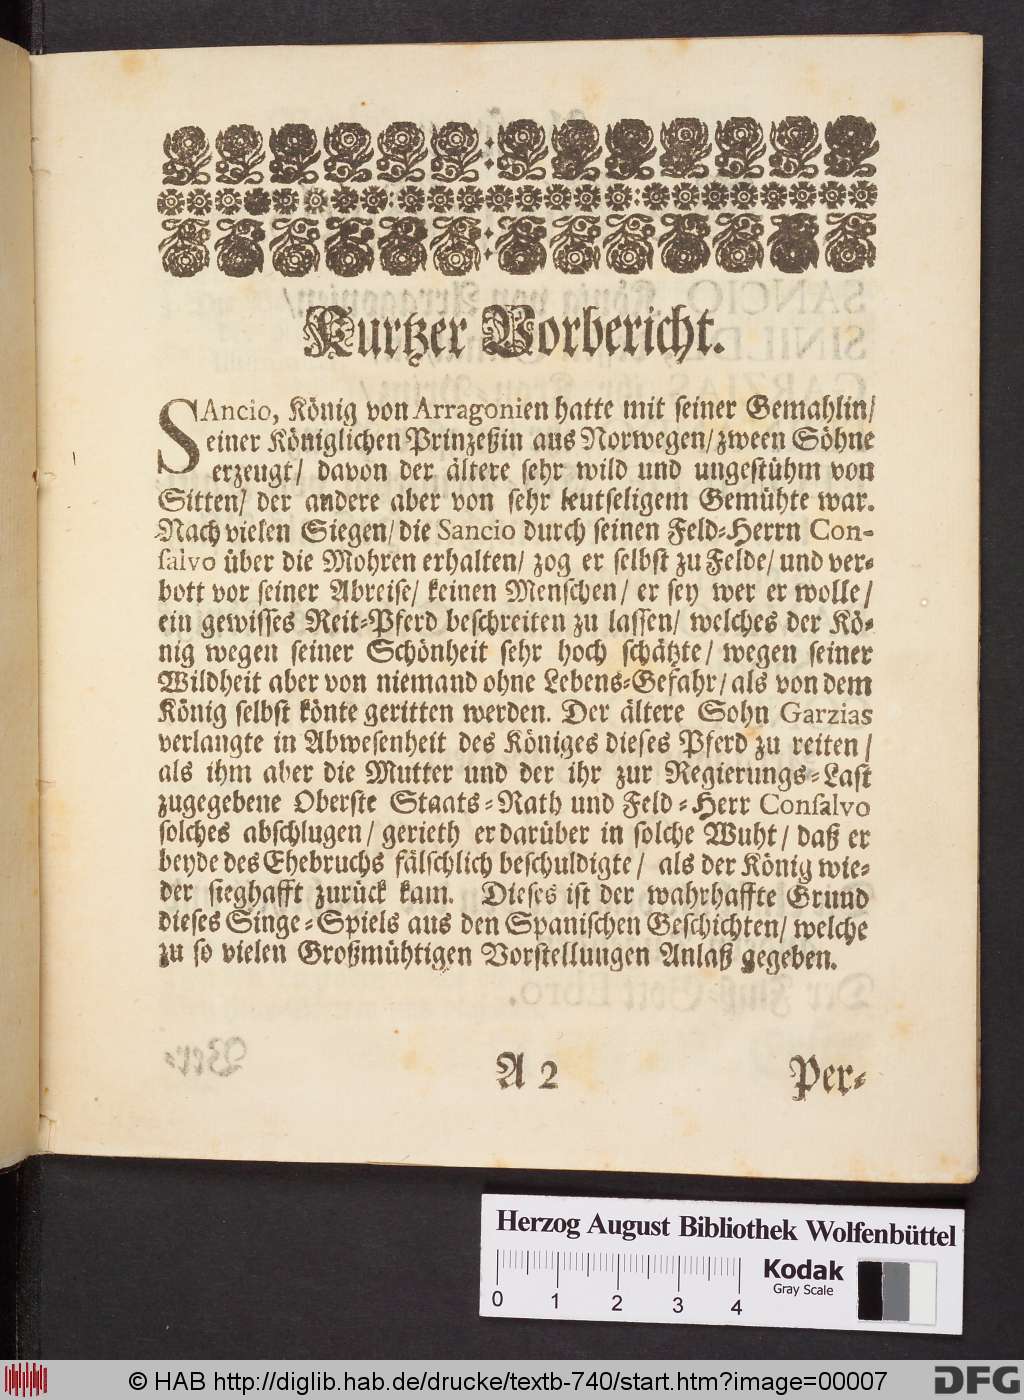 Kurtzer Vorbericht.
SAncio, König von Arragonien hatte mit seiner Gemahlin/
einer Königlichen Prinzeßin aus Norwegen/ zween Söhne
erzeugt/ davon der ältere sehr wild und ungestühm von
Sitten/ der andere aber von sehr leutseligem Gemühte war.
Nach vielen Siegen/ die Sancio durch seinen Feld-Herrn Con-
salvo über die Mohren erhalten/ zog er selbst zu Felde/ und ver-
bott vor seiner Abreise/ keinen Menschen/ er sey wer er wolle/
ein gewisses Reit-Pferd beschreiten zu lassen/ welches der Kö-
nig wegen seiner Schönheit sehr hoch schätzte/ wegen seiner
Wildheit aber von niemand ohne Lebens-Gefahr/ als von dem
König selbst könte geritten werden. Der ältere Sohn Garzias
verlangte in Abwesenheit des Königes dieses Pferd zu reiten/
als ihm aber die Mutter und der ihr zur Regierungs-Last
zugegebene Oberste Staats-Rath und Feld-Herr Consalvo
solches abschlugen/ gerieth er darüber in solche Wuht/ daß er
beyde des Ehebruchs fälschlich beschuldigte/ als der König wie-
der sieghafft zurück kam. Dieses ist der wahrhaffte Grund
dieses Singe-Spiels aus den Spanischen Geschichten/ welche
zu so vielen Großmühtigen Vorstellungen Anlaß gegeben.
A 2 Per-
Herzog August Bibliothek Wolfenbüttel
0 1 2 3 4
Kodak
Gray Scale
© HAB http://diglib.hab.de/drucke/textb-740/start.htm?image=00007
DFG